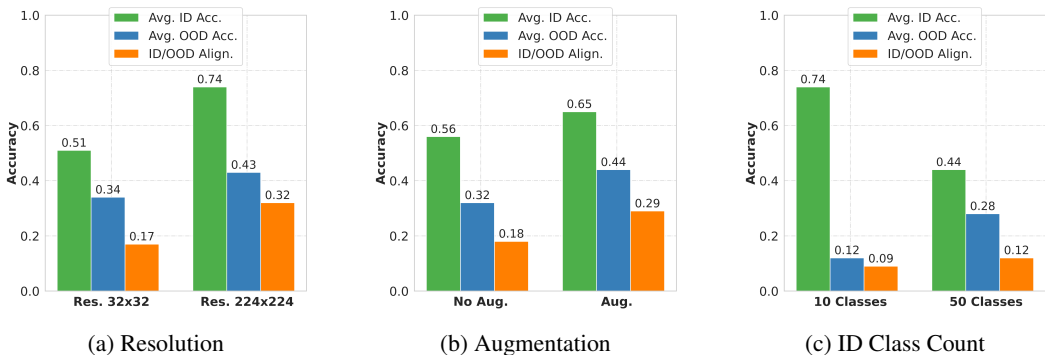 1.0
0.8
0.6
0.4
0.2
0.0
Accuracy
Avg. ID Acc.
Avg. OOD Acc.
ID/OOD Align.
0.51
0.34
0.17
0.74
0.43
0.32
Res. 32x32
Res. 224x224
(a) Resolution
1.0
0.8
0.6
0.4
0.2
0.0
Accuracy
Avg. ID Acc.
Avg. OOD Acc.
ID/OOD Align.
0.56
0.32
0.18
0.65
0.44
0.29
No Aug.
Aug.
(b) Augmentation
1.0
0.8
0.6
0.4
0.2
0.0
Accuracy
Avg. ID Acc.
Avg. OOD Acc.
ID/OOD Align.
0.74
0.12
0.09
0.44
0.28
0.12
10 Classes
50 Classes
(c) ID Class Count